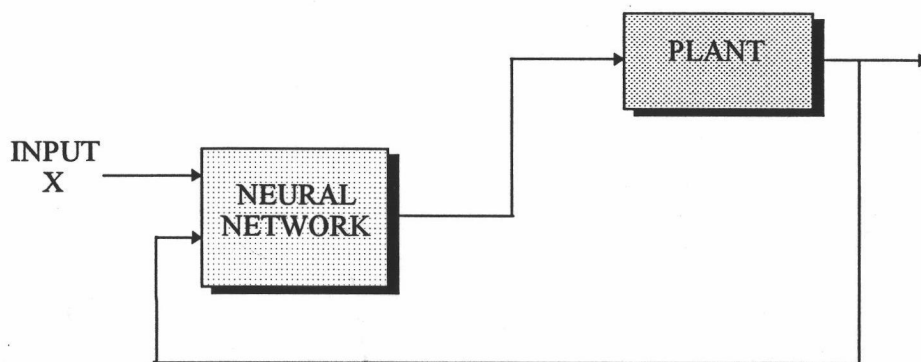 PLANT
INPUT
X
NEURAL
NETWORK